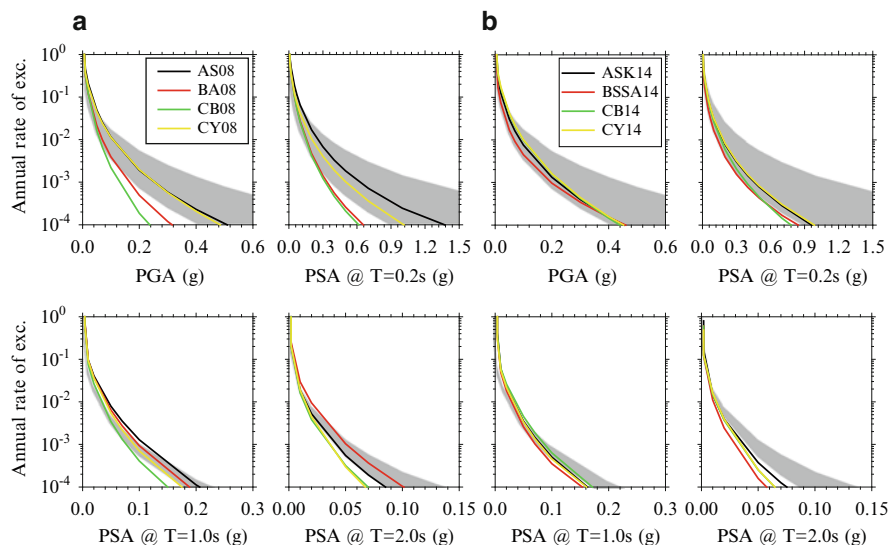 a
b
Annual rate of exc.
10^0
10^-1
10^-2
10^-3
10^-4
AS08
BA08
CB08
CY08
ASK14
BSSA14
CB14
CY14
0.0 0.2 0.4 0.6
0.0 0.3 0.6 0.9 1.2 1.5
0.0 0.2 0.4 0.6
0.0 0.3 0.6 0.9 1.2 1.5
PGA (g)
PSA @ T=0.2s (g)
PGA (g)
PSA @ T=0.2s (g)
Annual rate of exc.
10^0
10^-1
10^-2
10^-3
10^-4
0.0 0.1 0.2 0.3
0.00 0.05 0.10 0.15
0.0 0.1 0.2 0.3
0.00 0.05 0.10 0.15
PSA @ T=1.0s (g)
PSA @ T=2.0s (g)
PSA @ T=1.0s (g)
PSA @ T=2.0s (g)